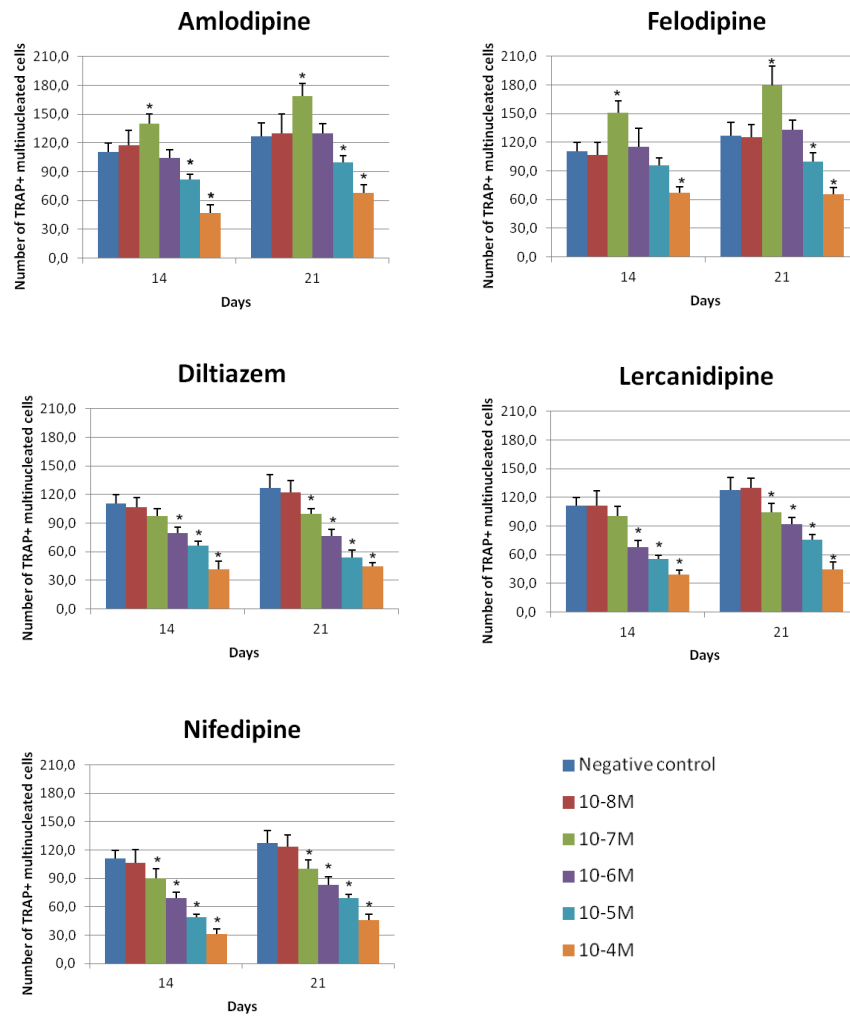 Amlodipine
Number of TRAP+ multinucleated cells
210,0
180,0
150,0
120,0
90,0
60,0
30,0
0,0
* * * * * * *
14 21
Days
Felodipine
Number of TRAP+ multinucleated cells
210,0
180,0
150,0
120,0
90,0
60,0
30,0
0,0
* * * * *
14 21
Days
Diltiazem
Number of TRAP+ multinucleated cells
210,0
180,0
150,0
120,0
90,0
60,0
30,0
0,0
* * * * * * *
14 21
Days
Lercanidipine
Number of TRAP+ multinucleated cells
210,0
180,0
150,0
120,0
90,0
60,0
30,0
0,0
* * * * * * *
14 21
Days
Nifedipine
Number of TRAP+ multinucleated cells
210,0
180,0
150,0
120,0
90,0
60,0
30,0
0,0
* * * * * * * *
14 21
Days
Negative control
10-8M
10-7M
10-6M
10-5M
10-4M